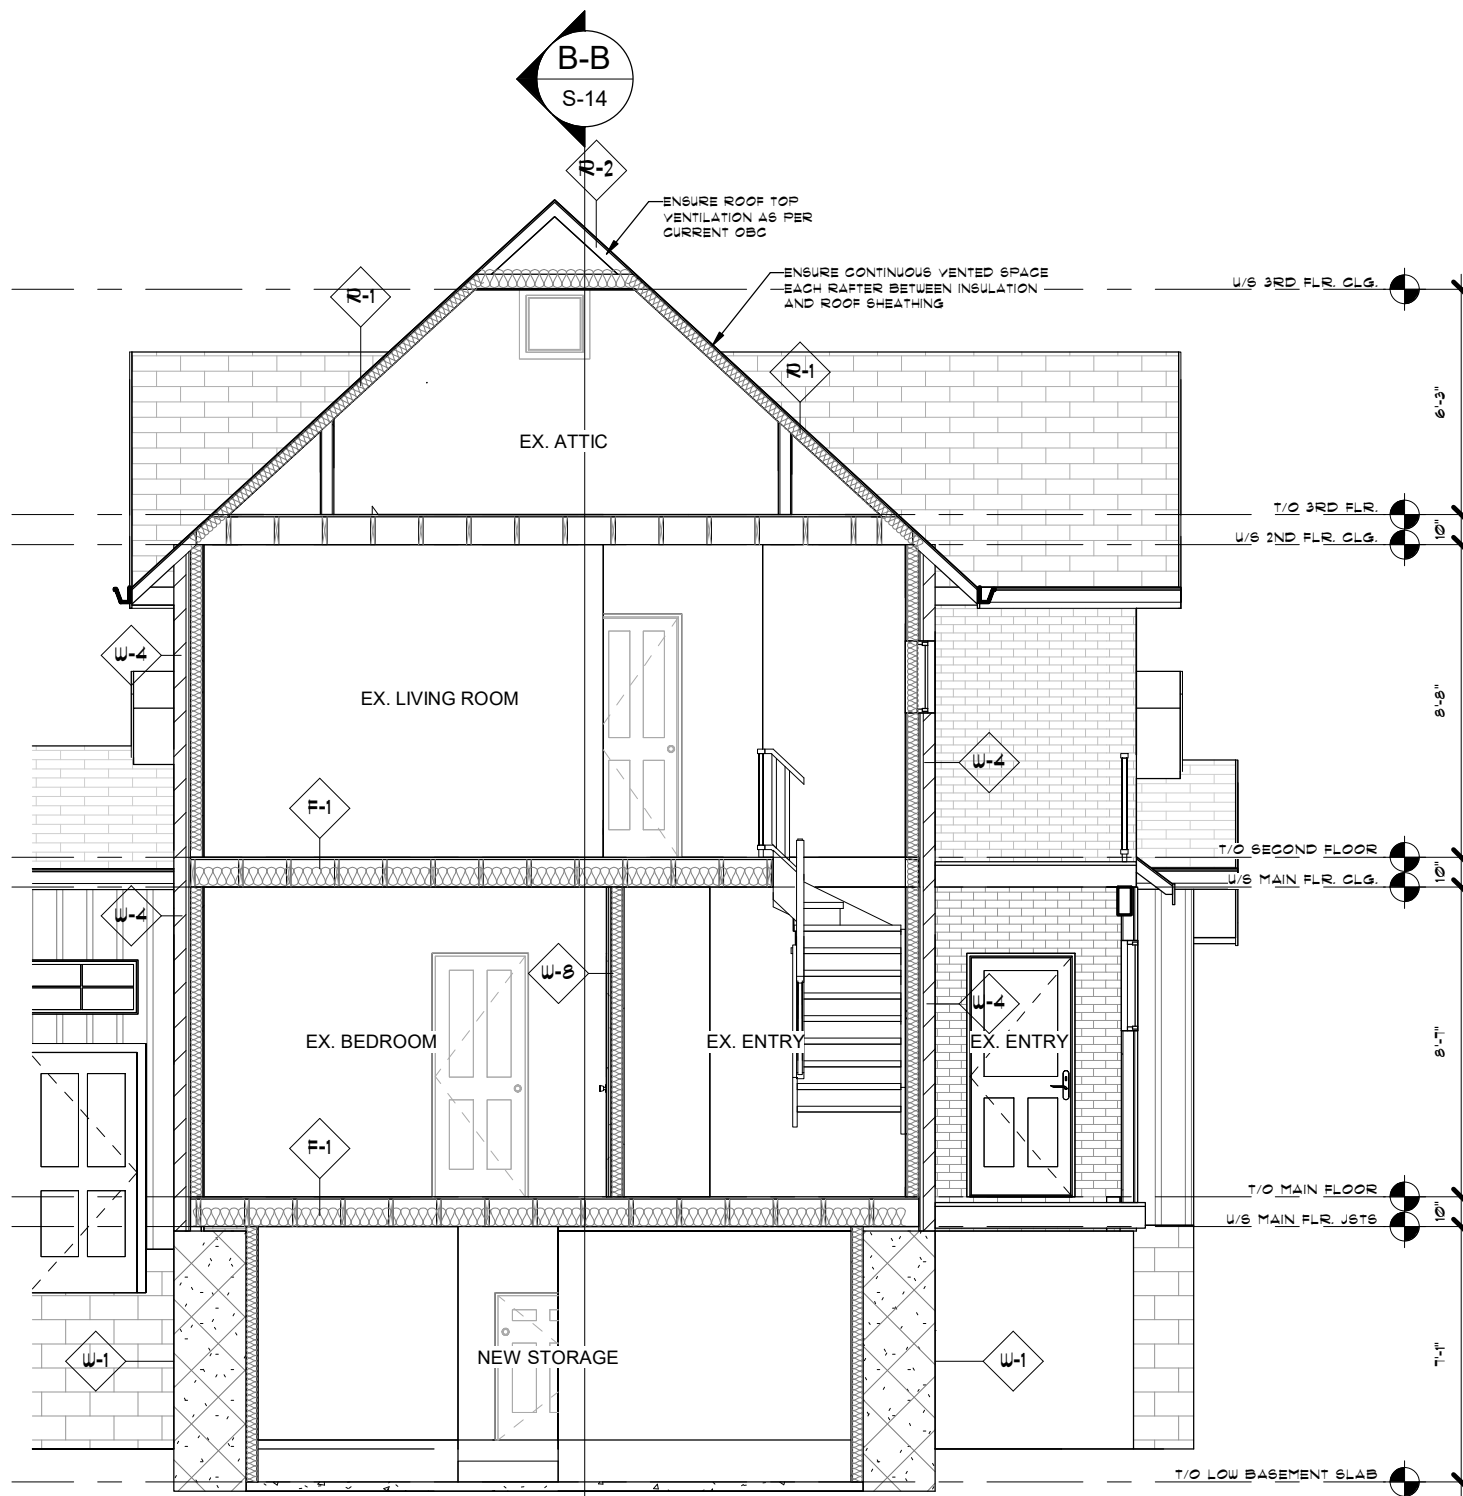 B-B
S-14
R-2
ENSURE ROOF TOP
VENTILATION AS PER
CURRENT OBC
ENSURE CONTINUOUS VENTED SPACE
EACH RAFTER BETWEEN INSULATION
AND ROOF SHEATHING
U/S 3RD FLR. CLG.
R-1
R-1
6'-3"
EX. ATTIC
T/O 3RD FLR.
10"
U/S 2ND FLR. CLG.
W-4
EX. LIVING ROOM
8'-8"
W-4
F-1
T/O SECOND FLOOR
10"
U/S MAIN FLR. CLG.
W-4
W-8
W-4
EX. BEDROOM
EX. ENTRY
EX. ENTRY
8'-7"
F-1
T/O MAIN FLOOR
10"
U/S MAIN FLR. JSTS
NEW STORAGE
W-1
W-1
7'-1"
T/O LOW BASEMENT SLAB